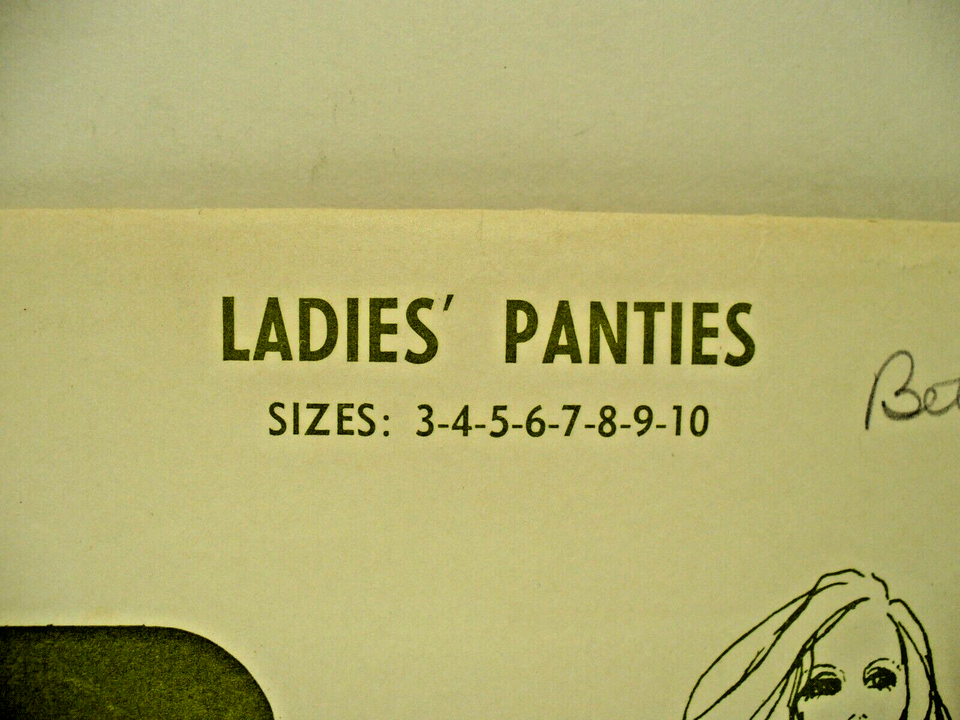 LADIES' PANTIES
SIZES: 3-4-5-6-7-8-9-10